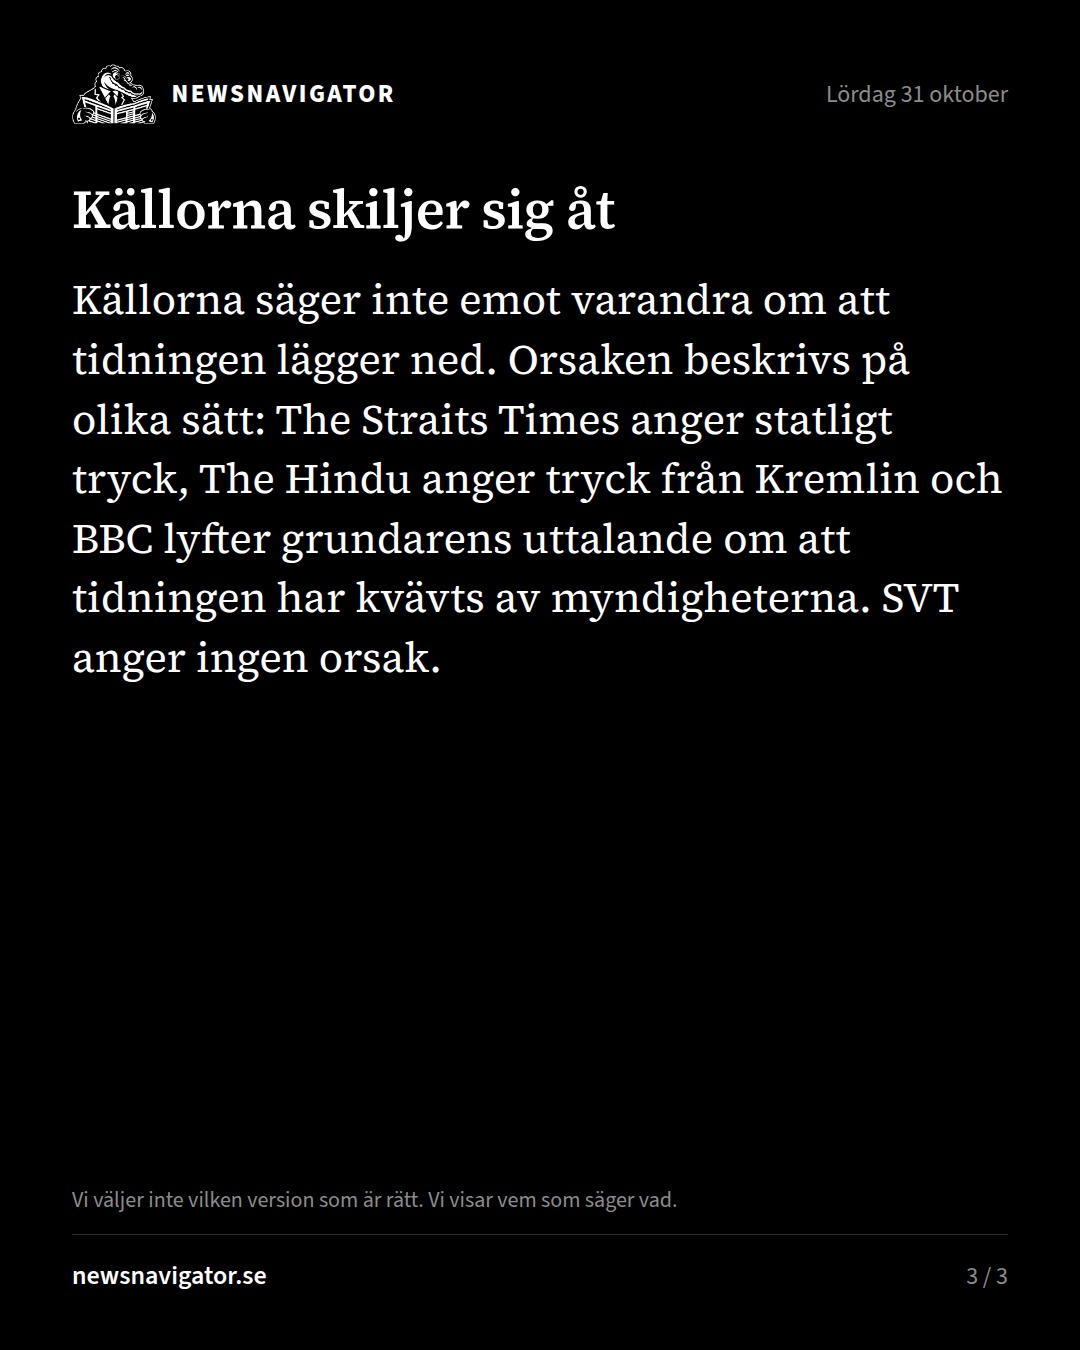 NEWSNAVIGATOR
Lördag 31 oktober
Källorna skiljer sig åt
Källorna säger inte emot varandra om att
tidningen lägger ned. Orsaken beskrivs på
olika sätt: The Straits Times anger statligt
tryck, The Hindu anger tryck från Kremlin och
BBC lyfter grundarens uttalande om att
tidningen har kvävts av myndigheterna. SVT
anger ingen orsak.
Vi väljer inte vilken version som är rätt. Vi visar vem som säger vad.
newsnavigator.se
3 / 3